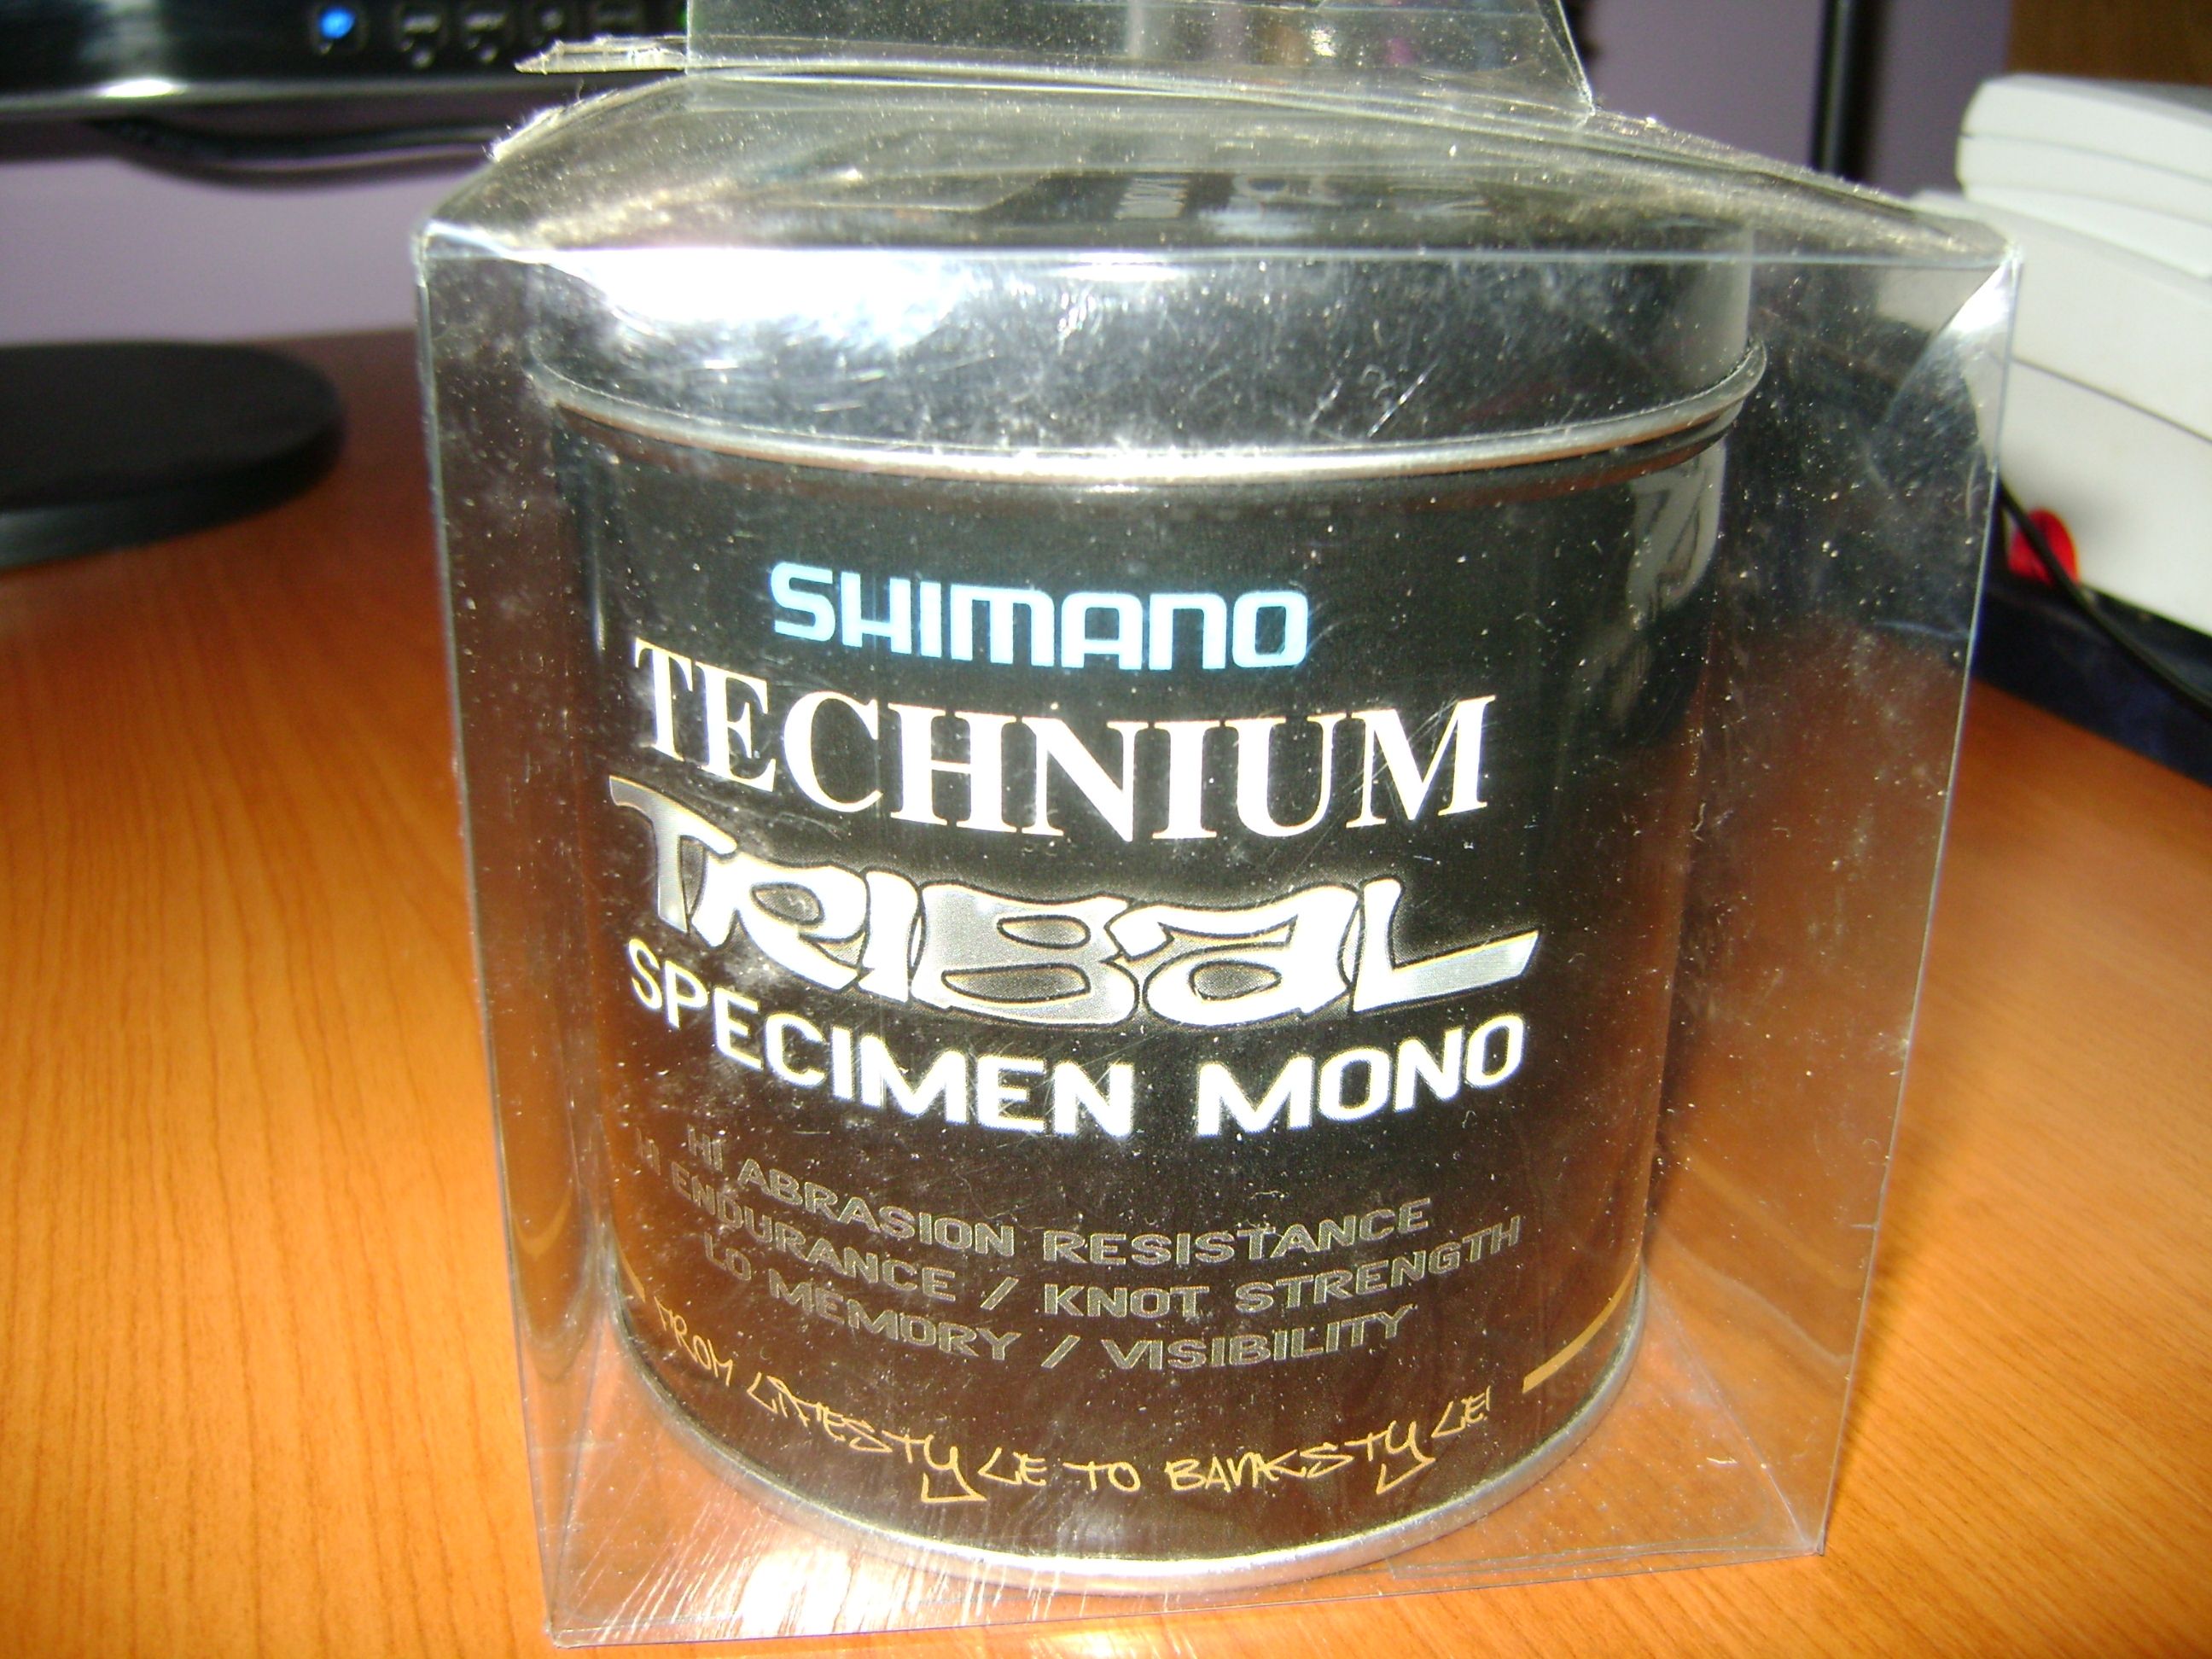 SHIMANO
TECHNIUM
TRIBAL
SPECIMEN MONO
HI ABRASION RESISTANCE
HI ENDURANCE / KNOT STRENGTH
LO MEMORY / VISIBILITY
FROM LIFESTYLE TO BANKSTYLE!